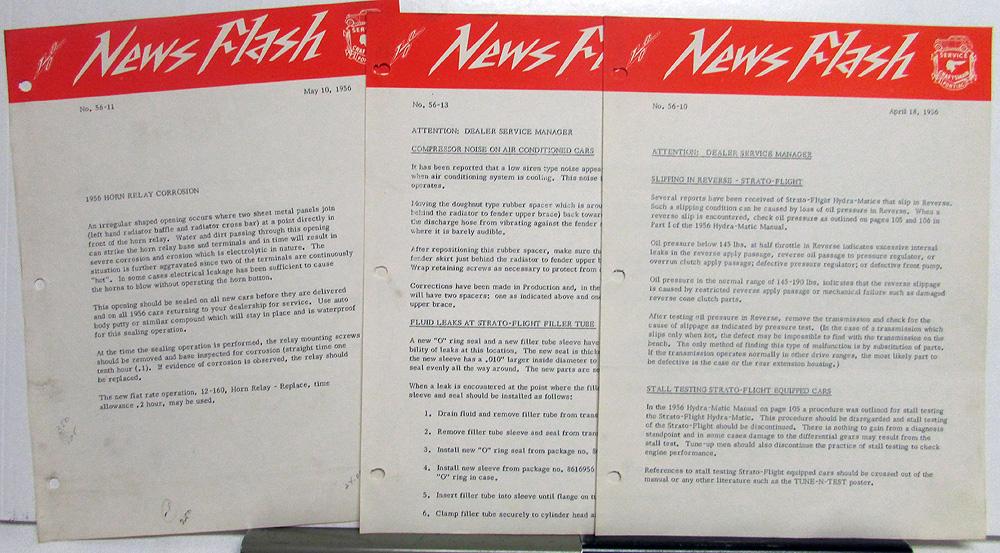 News Flash
No. 56-11
May 10, 1956
1956 HORN RELAY CORROSION
An irregular shaped opening occurs where two sheet metal panels join
(left hand radiator baffle and radiator cross bar) at a point directly in
front of the horn relay. Water and dirt passing through this opening
can strike the horn relay base and terminals and in time will result in
severe corrosion and erosion which is electrolytic in nature. The
situation is further aggravated since two of the terminals are continuously
"hot". In some cases electrical leakage has been sufficient to cause
the horns to blow without operating the horn button.
This opening should be sealed on all new cars before they are delivered
and on all 1956 cars returning to your dealership for service. Use auto
body putty or similar compound which will stay in place and is waterproof
for this sealing operation.
At the time the sealing operation is performed, the relay mounting screws
should be removed and base inspected for corrosion (straight time one
tenth hour (.1). If evidence of corrosion is observed, the relay should
be replaced.
The new flat rate operation, 12-160, Horn Relay - Replace, time
allowance .2 hour, may be used.
News F
No. 56-13
ATTENTION: DEALER SERVICE MANAGER
COMPRESSOR NOISE ON AIR CONDITIONED CARS
It has been reported that a low siren type noise appea
when air conditioning system is cooling. This noise
operates.
Moving the doughnut type rubber spacer which is arou
behind the radiator to fender upper brace) back towar
the discharge hose from vibrating against the fender
where it is barely audible.
After repositioning this rubber spacer, make sure th
fender skirt just behind the radiator to fender upper b
Wrap retaining screws as necessary to protect from
Corrections have been made in Production and, in the
will have two spacers: one as indicated above and one
upper brace.
FLUID LEAKS AT STRATO-FLIGHT FILLER TUBE
A new "O" ring seal and a new filler tube sleeve have
bility of leaks at this location. The new seal is thick
the new sleeve has a .010" larger inside diameter to
seal evenly all the way around. The new parts are
When a leak is encountered at the point where the fill
sleeve and seal should be installed as follows:
1. Drain fluid and remove filler tube from tran
2. Remove filler tube sleeve and seal from tran
3. Install new "O" ring seal from package no. 8
4. Install new sleeve from package no. 8616956
"O" ring in case.
5. Insert filler tube into sleeve until flange on t
6. Clamp filler tube securely to cylinder head a
News Flash
SERVICE
CRAFTSMAN
PONTIAC
No. 56-10
April 18, 1956
ATTENTION: DEALER SERVICE MANAGER
SLIPPING IN REVERSE - STRATO-FLIGHT
Several reports have been received of Strato-Flight Hydra-Matics that slip in Reverse.
Such a slipping condition can be caused by loss of oil pressure in Reverse. When a
reverse slip is encountered, check oil pressure as outlined on pages 105 and 106 in
Part I of the 1956 Hydra-Matic Manual.
Oil pressure below 145 lbs. at half throttle in Reverse indicates excessive internal
leaks in the reverse apply passage, reverse oil passage to pressure regulator, or
overrun clutch apply passage; defective pressure regulator; or defective front pump.
Oil pressure in the normal range of 145-190 lbs. indicates that the reverse slippage
is caused by restricted reverse apply passage or mechanical failure such as damaged
reverse cone clutch parts.
After testing oil pressure in Reverse, remove the transmission and check for the
cause of slippage as indicated by pressure test. (In the case of a transmission which
slips only when hot, the defect may be impossible to find with the transmission on the
bench. The only method of finding this type of malfunction is by substitution of parts.
If the transmission operates normally in other drive ranges, the most likely part to
be defective is the case or the rear extension housing.)
STALL TESTING STRATO-FLIGHT EQUIPPED CARS
In the 1956 Hydra-Matic Manual on page 105 a procedure was outlined for stall testing
the Strato-Flight Hydra-Matic. This procedure should be disregarded and stall testing
of the Strato-Flight should be discontinued. There is nothing to gain from a diagnosis
standpoint and in some cases damage to the differential gears may result from the
stall test. Tune-up men should also discontinue the practice of stall testing to check
engine performance.
References to stall testing Strato-Flight equipped cars should be crossed out of the
manual or any other literature such as the TUNE-N-TEST poster.